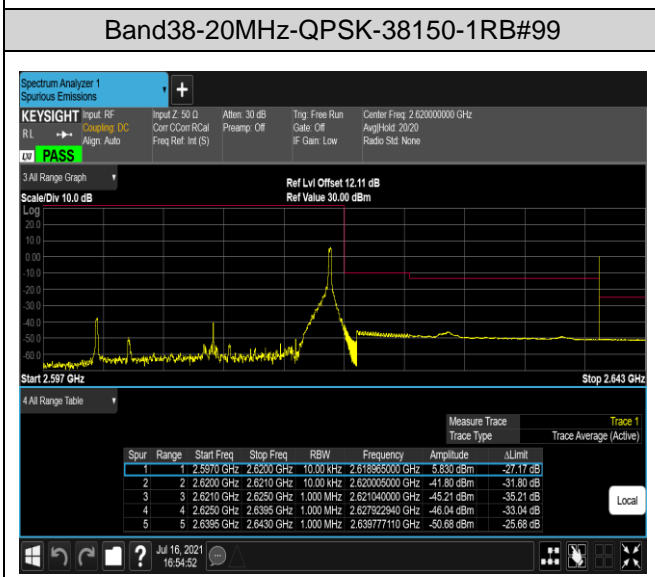 Band38-20MHz-QPSK-38150-1RB#99
Spectrum Analyzer 1
Spurious Emissions
+
KEYSIGHT Input: RF Input Z: 50 Ω Atten: 30 dB Trig: Free Run Center Freq: 2.620000000 GHz
RL Coupling: DC Corr CCorr RCal Preamp: Off Gate: Off Avg|Hold: 20/20
Align: Auto Freq Ref: Int (S) IF Gain: Low Radio Std: None
LXI PASS
3 All Range Graph
Ref Lvl Offset 12.11 dB
Scale/Div 10.0 dB Ref Value 30.00 dBm
Log
20.0
10.0
0.00
-10.0
-20.0
-30.0
-40.0
-50.0
-60.0
Start 2.597 GHz Stop 2.643 GHz
4 All Range Table
Measure Trace Trace 1
Trace Type Trace Average (Active)
Spur Range Start Freq Stop Freq RBW Frequency Amplitude ΔLimit
1 1 2.5970 GHz 2.6200 GHz 10.00 kHz 2.618965000 GHz 5.830 dBm -27.17 dB
2 2 2.6200 GHz 2.6210 GHz 10.00 kHz 2.620005000 GHz -41.80 dBm -31.80 dB
3 3 2.6210 GHz 2.6250 GHz 1.000 MHz 2.621040000 GHz -45.21 dBm -35.21 dB
4 4 2.6250 GHz 2.6395 GHz 1.000 MHz 2.627922940 GHz -46.04 dBm -33.04 dB
5 5 2.6395 GHz 2.6430 GHz 1.000 MHz 2.639777110 GHz -50.68 dBm -25.68 dB
Local
? Jul 16, 2021
16:54:52